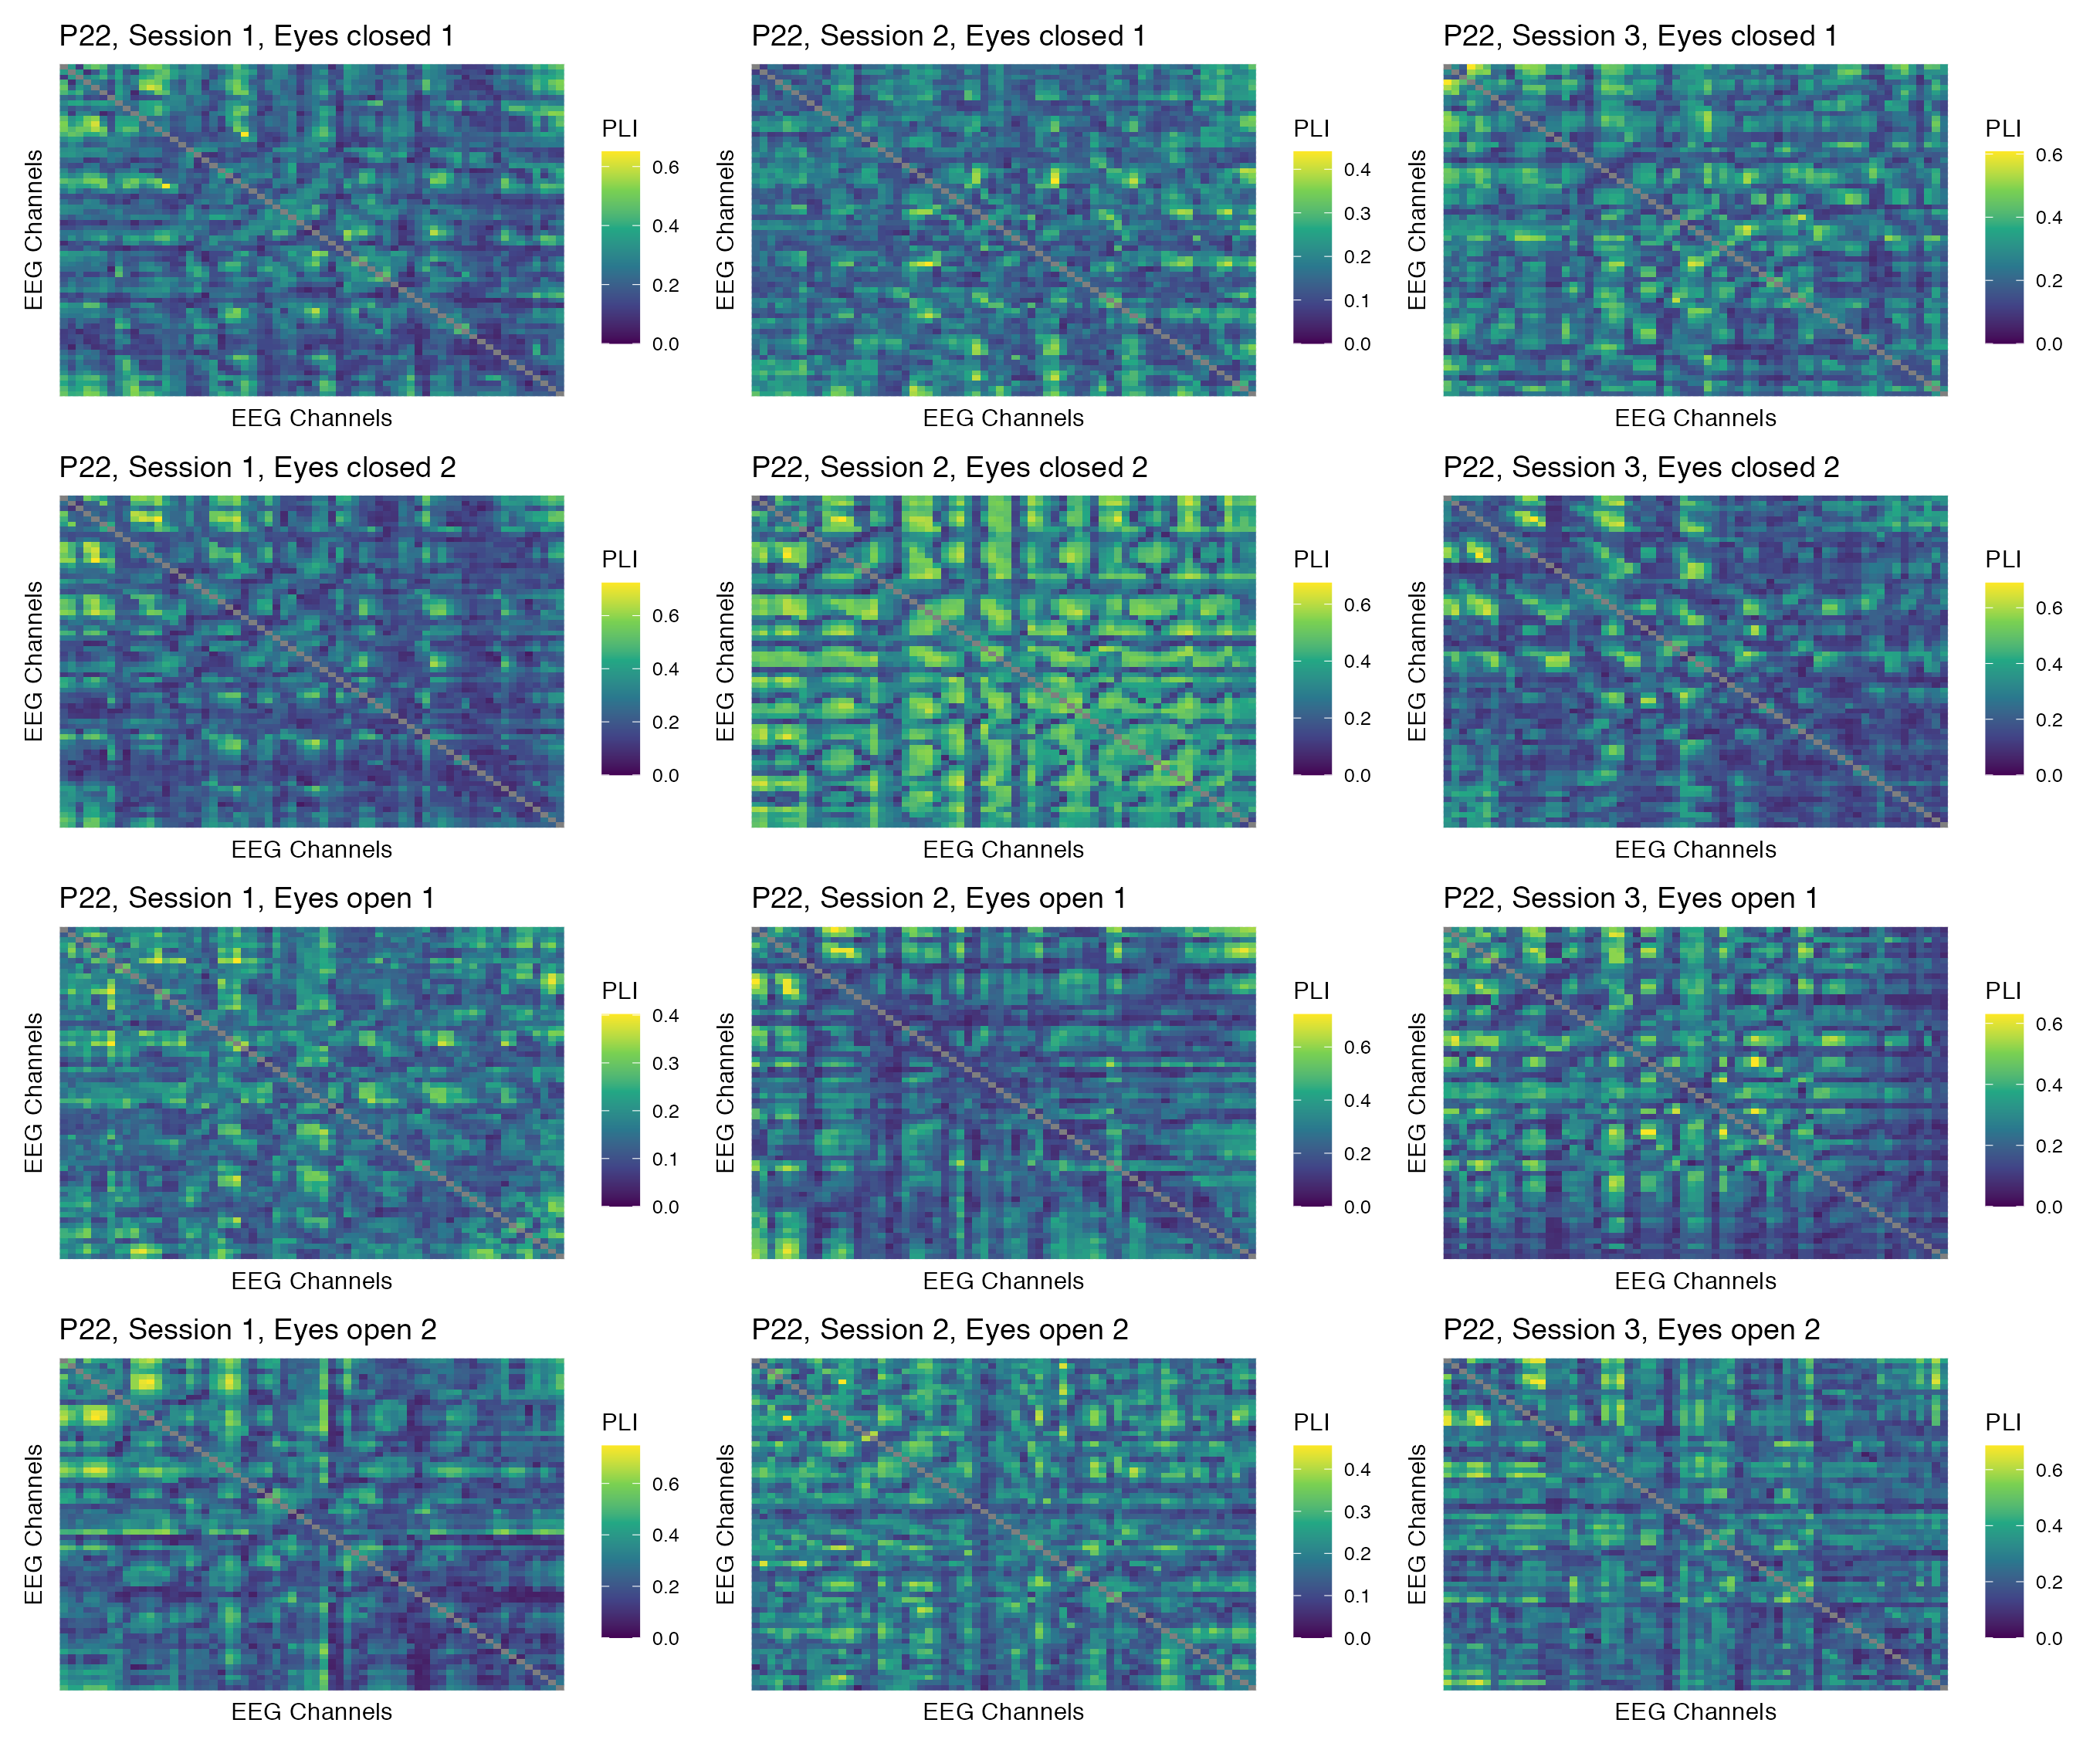 P22, Session 1, Eyes closed 1
EEG Channels
EEG Channels
PLI
0.6
0.4
0.2
0.0
P22, Session 2, Eyes closed 1
EEG Channels
EEG Channels
PLI
0.4
0.3
0.2
0.1
0.0
P22, Session 3, Eyes closed 1
EEG Channels
EEG Channels
PLI
0.6
0.4
0.2
0.0
P22, Session 1, Eyes closed 2
EEG Channels
EEG Channels
PLI
0.6
0.4
0.2
0.0
P22, Session 2, Eyes closed 2
EEG Channels
EEG Channels
PLI
0.6
0.4
0.2
0.0
P22, Session 3, Eyes closed 2
EEG Channels
EEG Channels
PLI
0.6
0.4
0.2
0.0
P22, Session 1, Eyes open 1
EEG Channels
EEG Channels
PLI
0.4
0.3
0.2
0.1
0.0
P22, Session 2, Eyes open 1
EEG Channels
EEG Channels
PLI
0.6
0.4
0.2
0.0
P22, Session 3, Eyes open 1
EEG Channels
EEG Channels
PLI
0.6
0.4
0.2
0.0
P22, Session 1, Eyes open 2
EEG Channels
EEG Channels
PLI
0.6
0.4
0.2
0.0
P22, Session 2, Eyes open 2
EEG Channels
EEG Channels
PLI
0.4
0.3
0.2
0.1
0.0
P22, Session 3, Eyes open 2
EEG Channels
EEG Channels
PLI
0.6
0.4
0.2
0.0